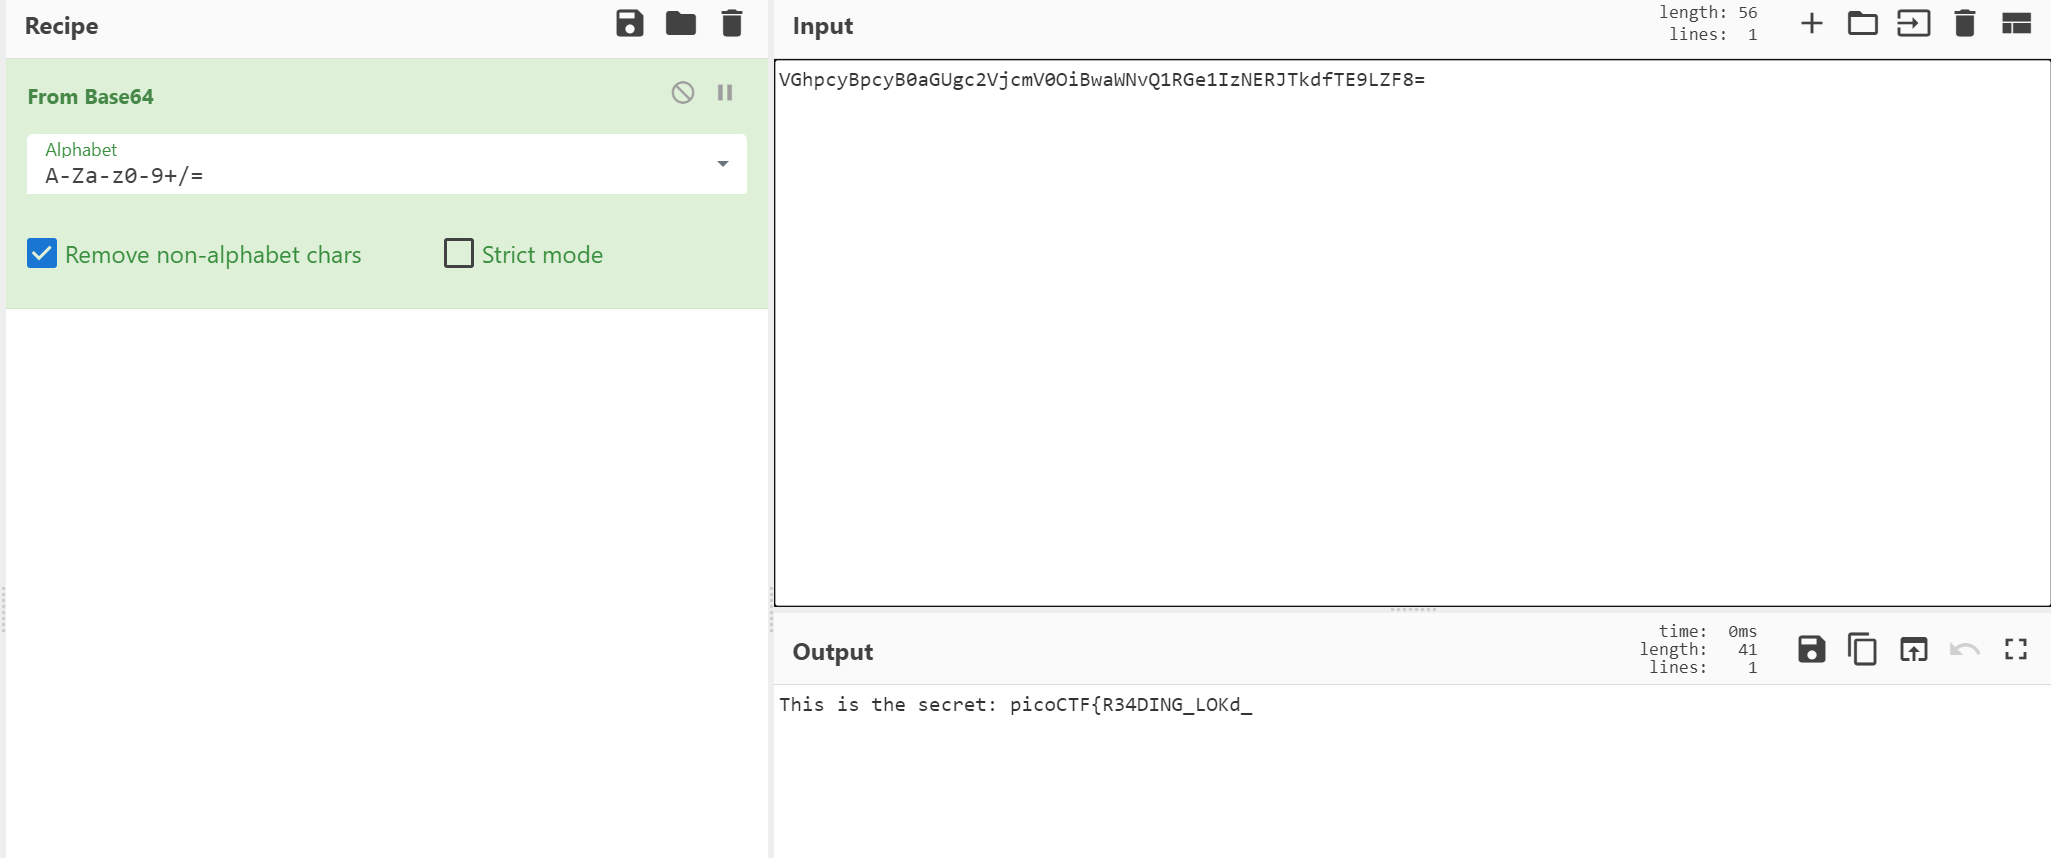 Recipe
From Base64
Alphabet
A-Za-z0-9+/=
Remove non-alphabet chars
Strict mode
Input
length: 56
lines: 1
VGhpcyBpcyB0aGUgc2VjcmV0OiBwaWNvQ1RGe1IzNERJTkdfTE9LZF8=
Output
time: 0ms
length: 41
lines: 1
This is the secret: picoCTF{R34DING_LOKd_